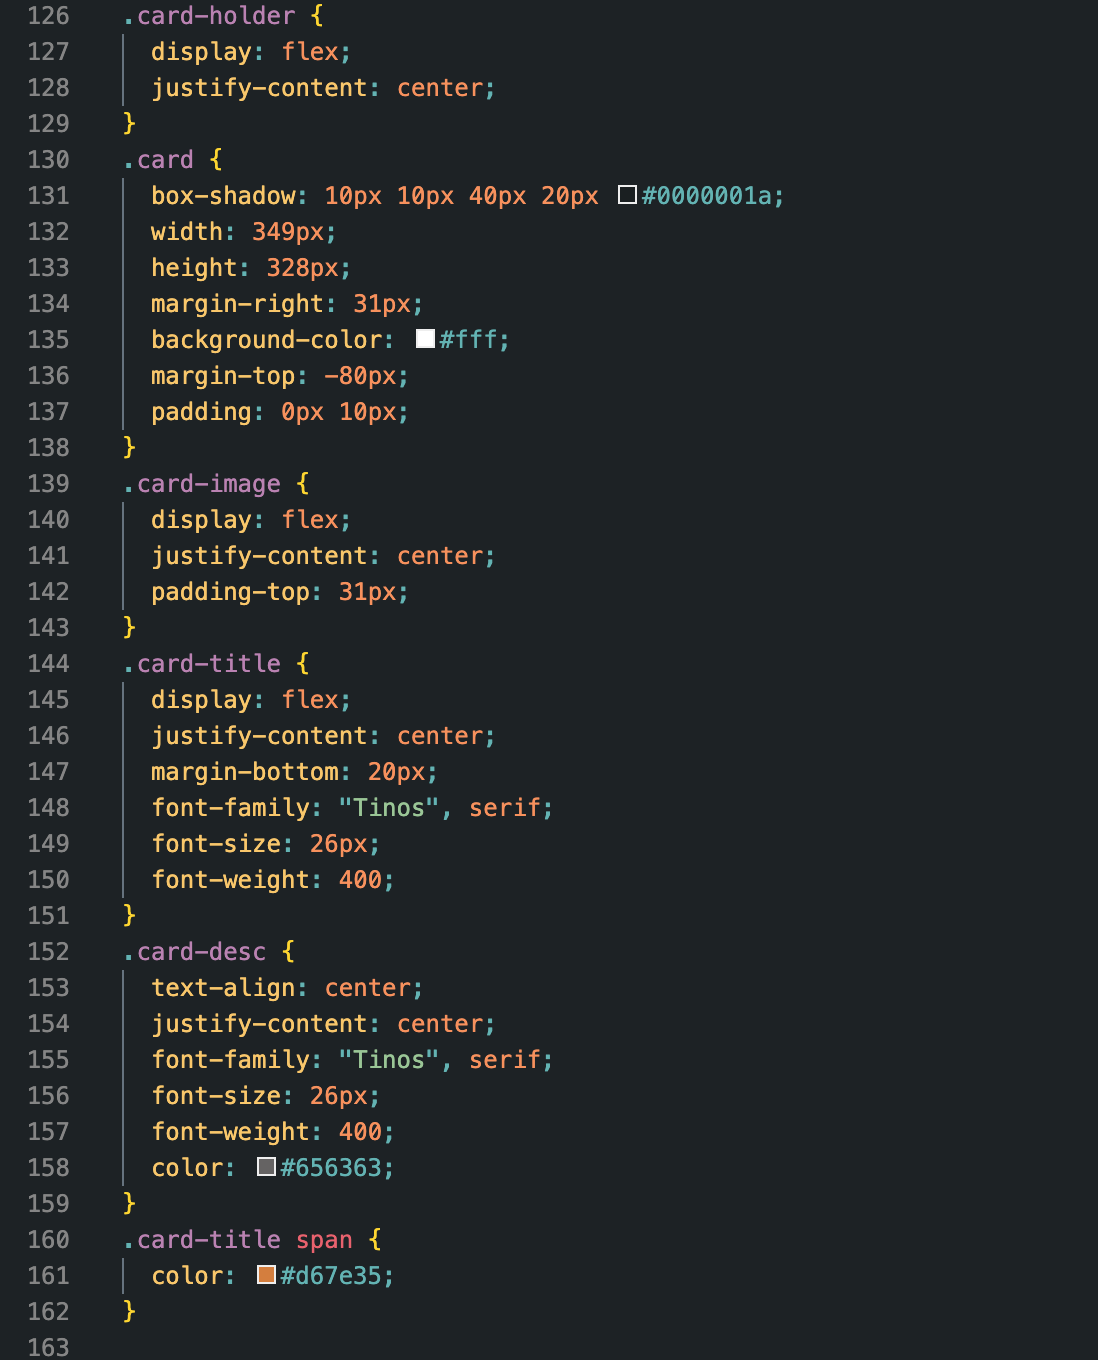 126 .card-holder {
127 display: flex;
128 justify-content: center;
129 }
130 .card {
131 box-shadow: 10px 10px 40px 20px #0000001a;
132 width: 349px;
133 height: 328px;
134 margin-right: 31px;
135 background-color: #fff;
136 margin-top: -80px;
137 padding: 0px 10px;
138 }
139 .card-image {
140 display: flex;
141 justify-content: center;
142 padding-top: 31px;
143 }
144 .card-title {
145 display: flex;
146 justify-content: center;
147 margin-bottom: 20px;
148 font-family: "Tinos", serif;
149 font-size: 26px;
150 font-weight: 400;
151 }
152 .card-desc {
153 text-align: center;
154 justify-content: center;
155 font-family: "Tinos", serif;
156 font-size: 26px;
157 font-weight: 400;
158 color: #656363;
159 }
160 .card-title span {
161 color: #d67e35;
162 }
163